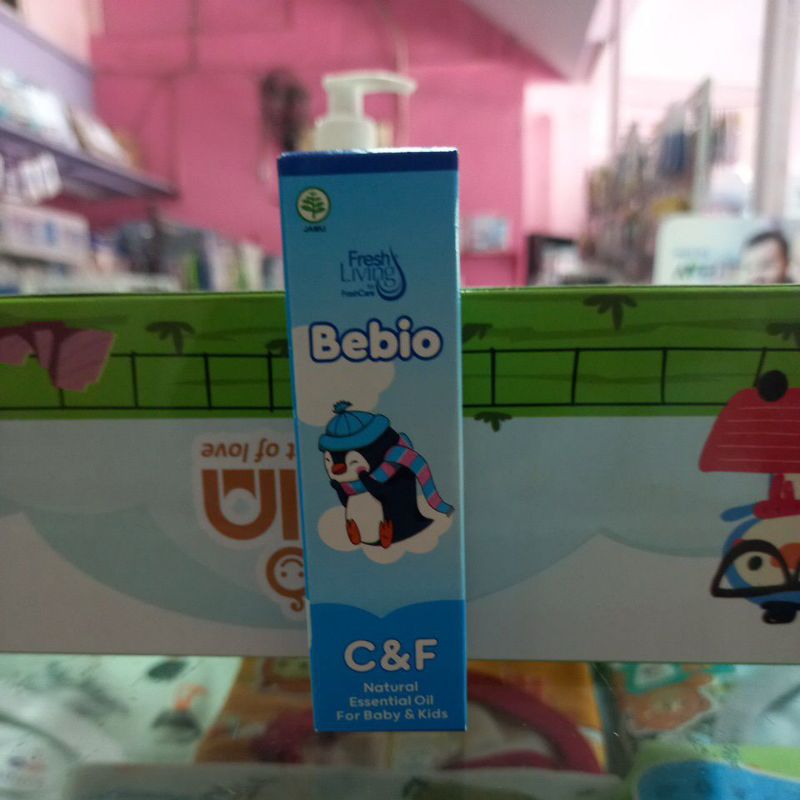 JAMU
Fresh
Living
by FreshCare
Bebio
C&F
Natural
Essential Oil
For Baby & Kids
t of love